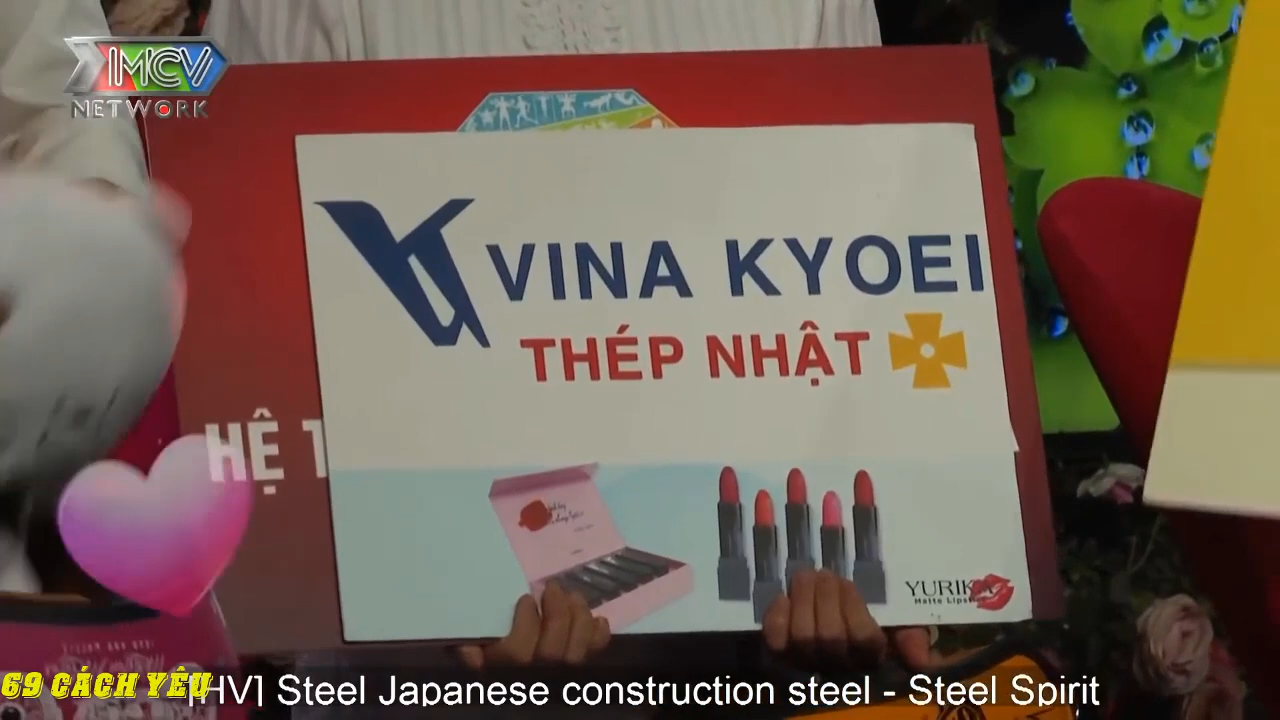 MCV
NETWORK
VINA KYOEI
THÉP NHẬT
HỆ T
YURIKA
Matte Lipstick
69 CÁCH YÊU
[HV] Steel Japanese construction steel - Steel Spirit